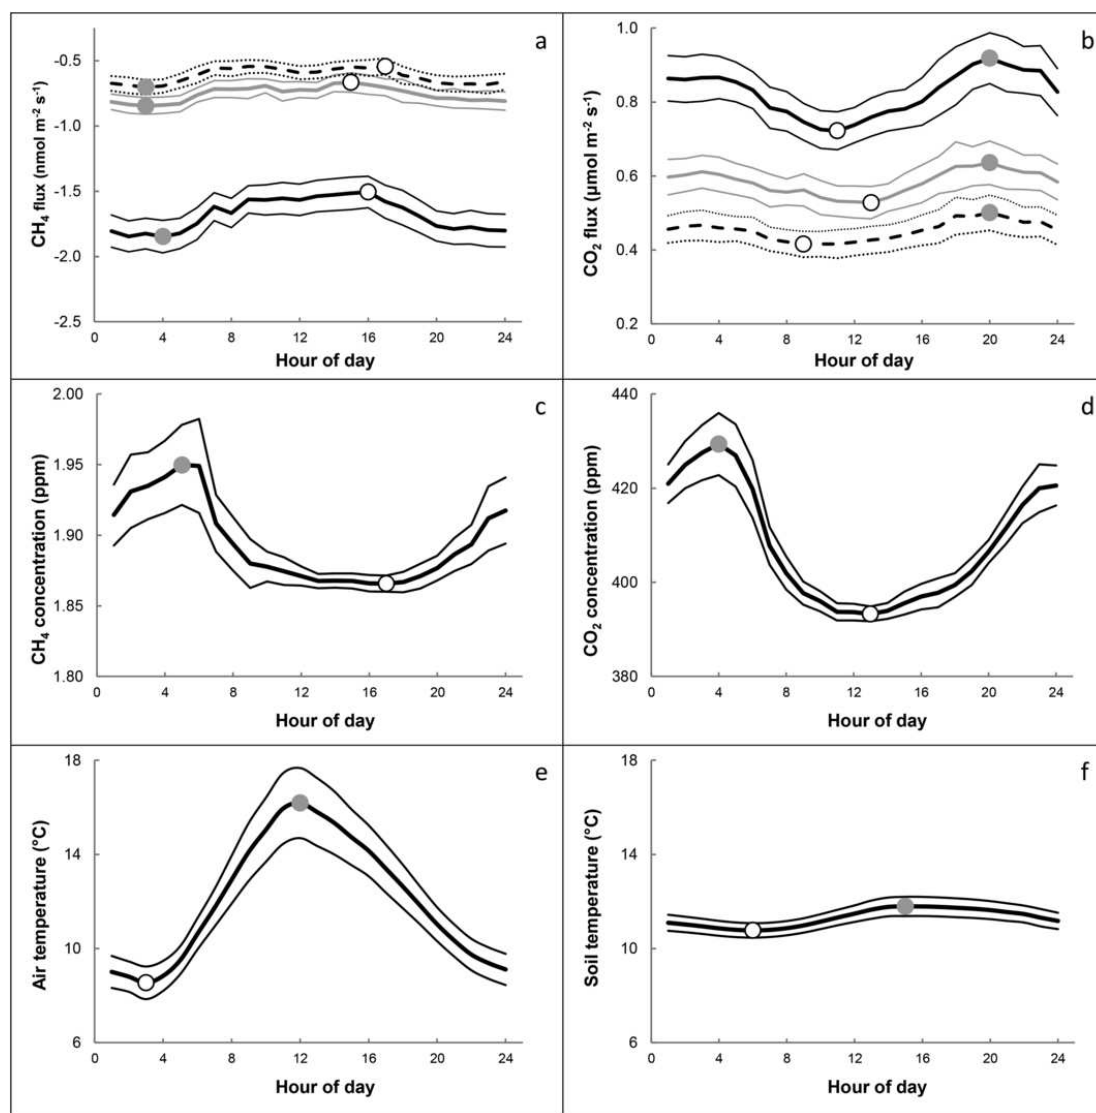 a
CH₄ flux (nmol m⁻² s⁻¹)
-0.5
-1.0
-1.5
-2.0
-2.5
0 4 8 12 16 20 24
Hour of day
b
CO₂ flux (µmol m⁻² s⁻¹)
1.0
0.8
0.6
0.4
0.2
0 4 8 12 16 20 24
Hour of day
c
CH₄ concentration (ppm)
2.00
1.95
1.90
1.85
1.80
0 4 8 12 16 20 24
Hour of day
d
CO₂ concentration (ppm)
440
420
400
380
0 4 8 12 16 20 24
Hour of day
e
Air temperature (°C)
18
14
10
6
0 4 8 12 16 20 24
Hour of day
f
Soil temperature (°C)
18
14
10
6
0 4 8 12 16 20 24
Hour of day